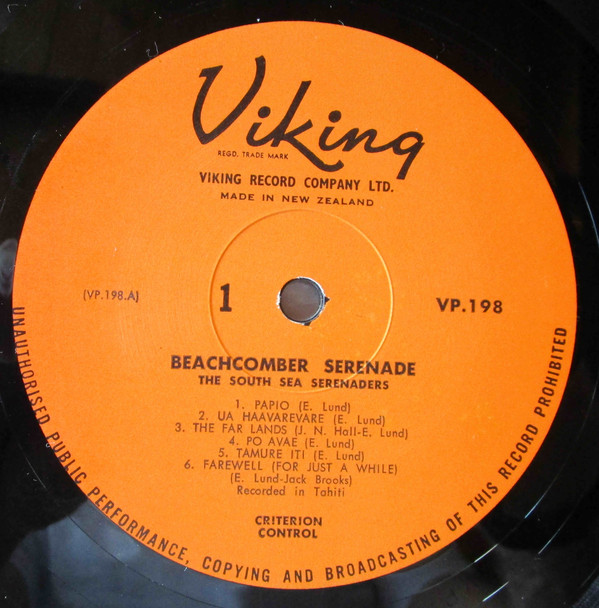 Viking
REGD. TRADE MARK
VIKING RECORD COMPANY LTD.
MADE IN NEW ZEALAND
(VP.198.A)
1
VP.198
BEACHCOMBER SERENADE
THE SOUTH SEA SERENADERS
1. PAPIO (E. Lund)
2. UA HAAVAREVARE (E. Lund)
3. THE FAR LANDS (J. N. Hall-E. Lund)
4. PO AVAE (E. Lund)
5. TAMURE ITI (E. Lund)
6. FAREWELL (FOR JUST A WHILE)
(E. Lund-Jack Brooks)
Recorded in Tahiti
CRITERION
CONTROL
UNAUTHORISED PUBLIC PERFORMANCE, COPYING AND BROADCASTING OF THIS RECORD PROHIBITED